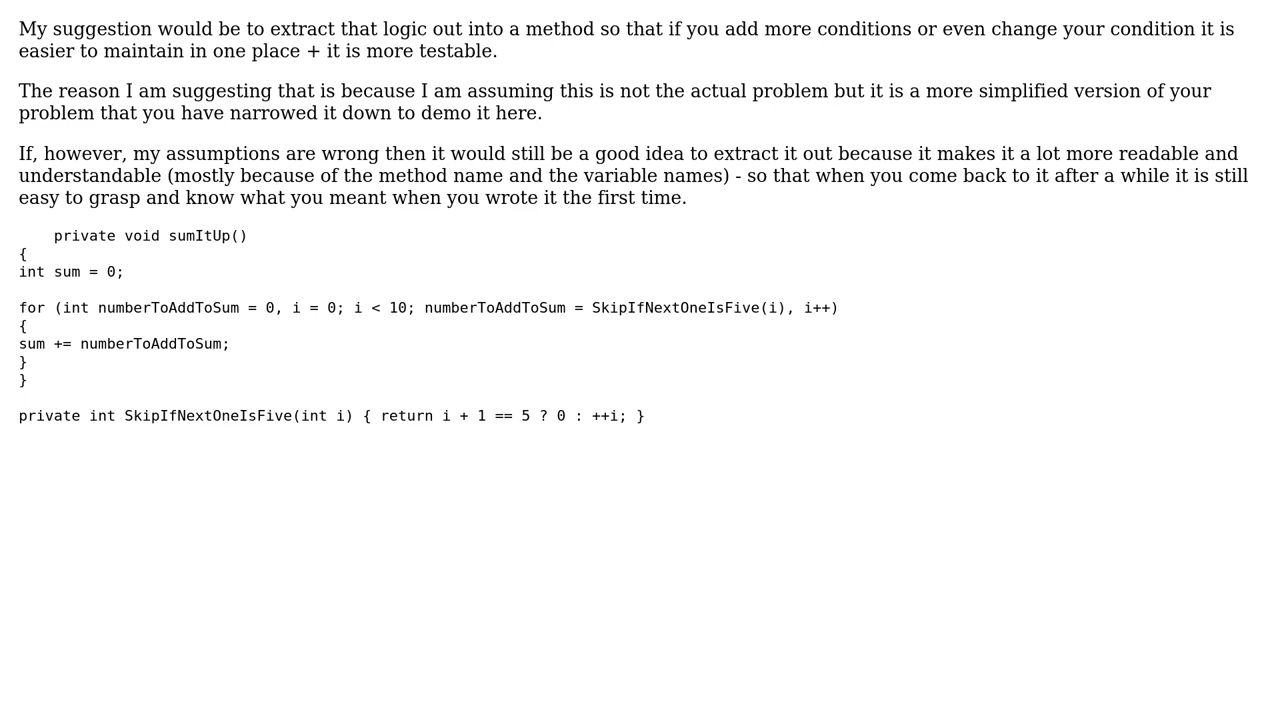 My suggestion would be to extract that logic out into a method so that if you add more conditions or even change your condition it is
easier to maintain in one place + it is more testable.
The reason I am suggesting that is because I am assuming this is not the actual problem but it is a more simplified version of your
problem that you have narrowed it down to demo it here.
If, however, my assumptions are wrong then it would still be a good idea to extract it out because it makes it a lot more readable and
understandable (mostly because of the method name and the variable names) - so that when you come back to it after a while it is still
easy to grasp and know what you meant when you wrote it the first time.
    private void sumItUp()
{
int sum = 0;
for (int numberToAddToSum = 0, i = 0; i < 10; numberToAddToSum = SkipIfNextOneIsFive(i), i++)
{
sum += numberToAddToSum;
}
}
private int SkipIfNextOneIsFive(int i) { return i + 1 == 5 ? 0 : ++i; }